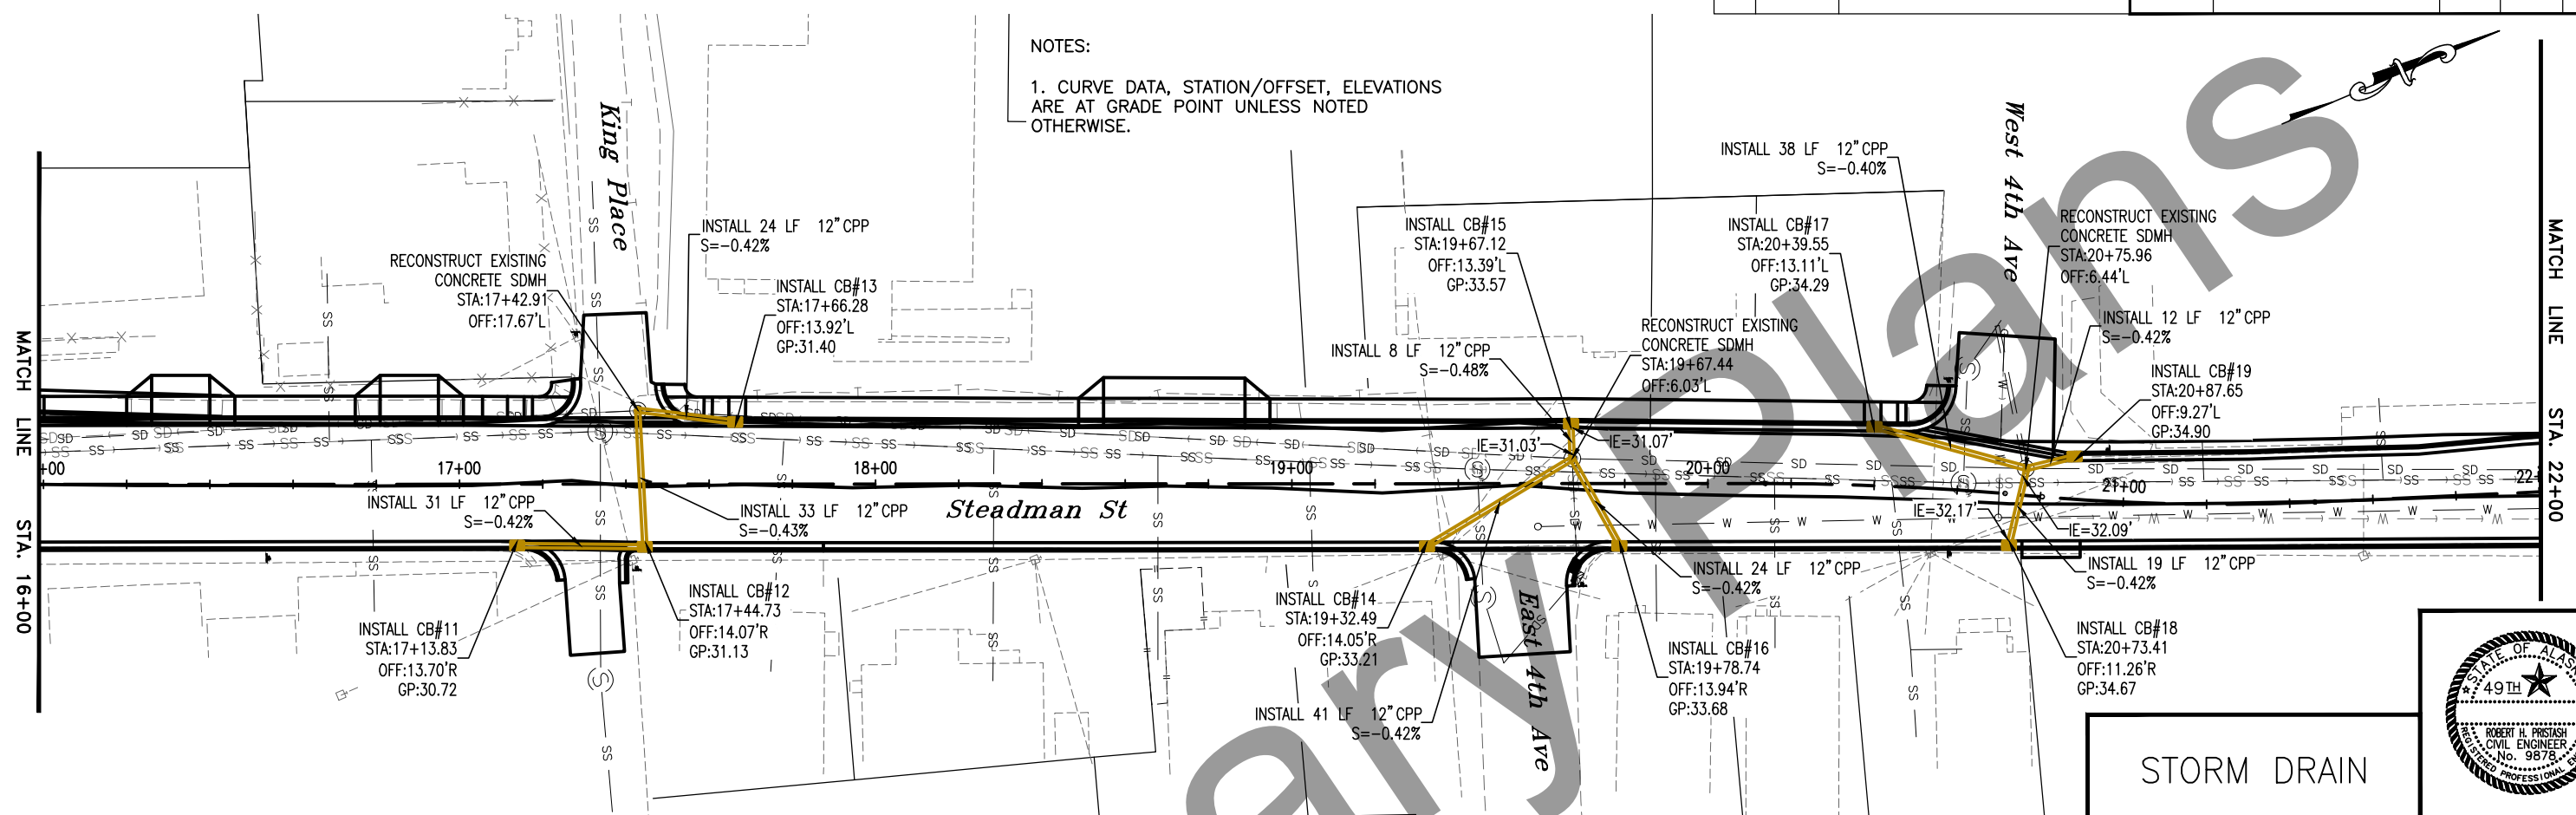 NOTES:
1. CURVE DATA, STATION/OFFSET, ELEVATIONS
ARE AT GRADE POINT UNLESS NOTED
OTHERWISE.
King Place
West 4th Ave
East 4th Ave
Steadman St
MATCH LINE STA. 16+00
MATCH LINE STA. 22+00
RECONSTRUCT EXISTING
CONCRETE SDMH
STA:17+42.91
OFF:17.67'L
INSTALL 24 LF 12" CPP
S=-0.42%
INSTALL CB#13
STA:17+66.28
OFF:13.92'L
GP:31.40
INSTALL 38 LF 12" CPP
S=-0.40%
INSTALL CB#15
STA:19+67.12
OFF:13.39'L
GP:33.57
INSTALL CB#17
STA:20+39.55
OFF:13.11'L
GP:34.29
RECONSTRUCT EXISTING
CONCRETE SDMH
STA:20+75.96
OFF:6.44'L
INSTALL 8 LF 12" CPP
S=-0.48%
RECONSTRUCT EXISTING
CONCRETE SDMH
STA:19+67.44
OFF:6.03'L
INSTALL 12 LF 12" CPP
S=-0.42%
INSTALL CB#19
STA:20+87.65
OFF:9.27'L
GP:34.90
IE=31.03'
IE=31.07'
+00
17+00
18+00
19+00
20+00
21+00
22+
IE=32.17'
IE=32.09'
INSTALL 31 LF 12" CPP
S=-0.42%
INSTALL 33 LF 12" CPP
S=-0.43%
INSTALL CB#11
STA:17+13.83
OFF:13.70'R
GP:30.72
INSTALL CB#12
STA:17+44.73
OFF:14.07'R
GP:31.13
INSTALL CB#14
STA:19+32.49
OFF:14.05'R
GP:33.21
INSTALL 24 LF 12" CPP
S=-0.42%
INSTALL 19 LF 12" CPP
S=-0.42%
INSTALL CB#16
STA:19+78.74
OFF:13.94'R
GP:33.68
INSTALL CB#18
STA:20+73.41
OFF:11.26'R
GP:34.67
INSTALL 41 LF 12" CPP
S=-0.42%
ary Plans
STORM DRAIN
STATE OF ALAS
49TH
ROBERT H. PRISTASH
CIVIL ENGINEER
No. 9878
REGISTERED PROFESSIONAL EN